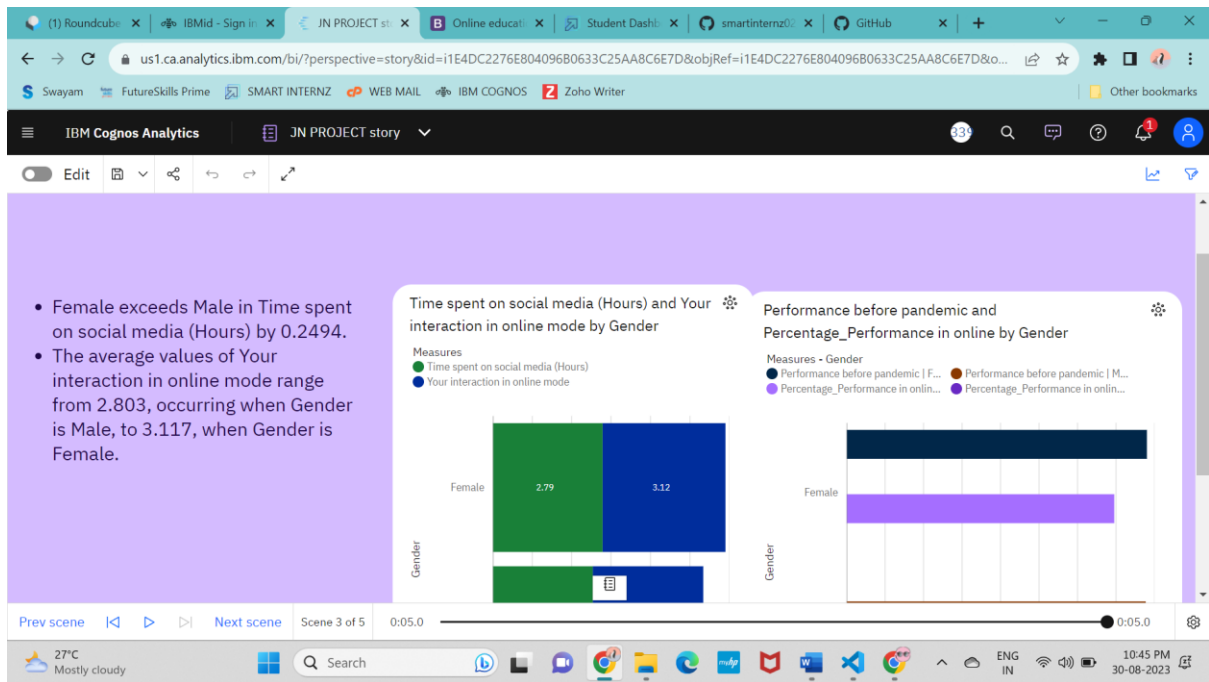 (1) Roundcube
IBMid - Sign in
JN PROJECT st
Online educati
Student Dashb
smartinternz02
GitHub
us1.ca.analytics.ibm.com/bi/?perspective=story&id=i1E4DC2276E804096B0633C25AA8C6E7D&objRef=i1E4DC2276E804096B0633C25AA8C6E7D&o...
Swayam
FutureSkills Prime
SMART INTERNZ
WEB MAIL
IBM COGNOS
Zoho Writer
Other bookmarks
IBM Cognos Analytics
JN PROJECT story
339
1
Edit
• Female exceeds Male in Time spent
on social media (Hours) by 0.2494.
• The average values of Your
interaction in online mode range
from 2.803, occurring when Gender
is Male, to 3.117, when Gender is
Female.
Time spent on social media (Hours) and Your
interaction in online mode by Gender
Measures
Time spent on social media (Hours)
Your interaction in online mode
Female
2.79
3.12
Gender
Performance before pandemic and
Percentage_Performance in online by Gender
Measures - Gender
Performance before pandemic | F...
Performance before pandemic | M...
Percentage_Performance in onlin...
Percentage_Performance in onlin...
Female
Gender
Prev scene
Next scene
Scene 3 of 5
0:05.0
0:05.0
27°C
Mostly cloudy
Search
ENG
IN
10:45 PM
30-08-2023